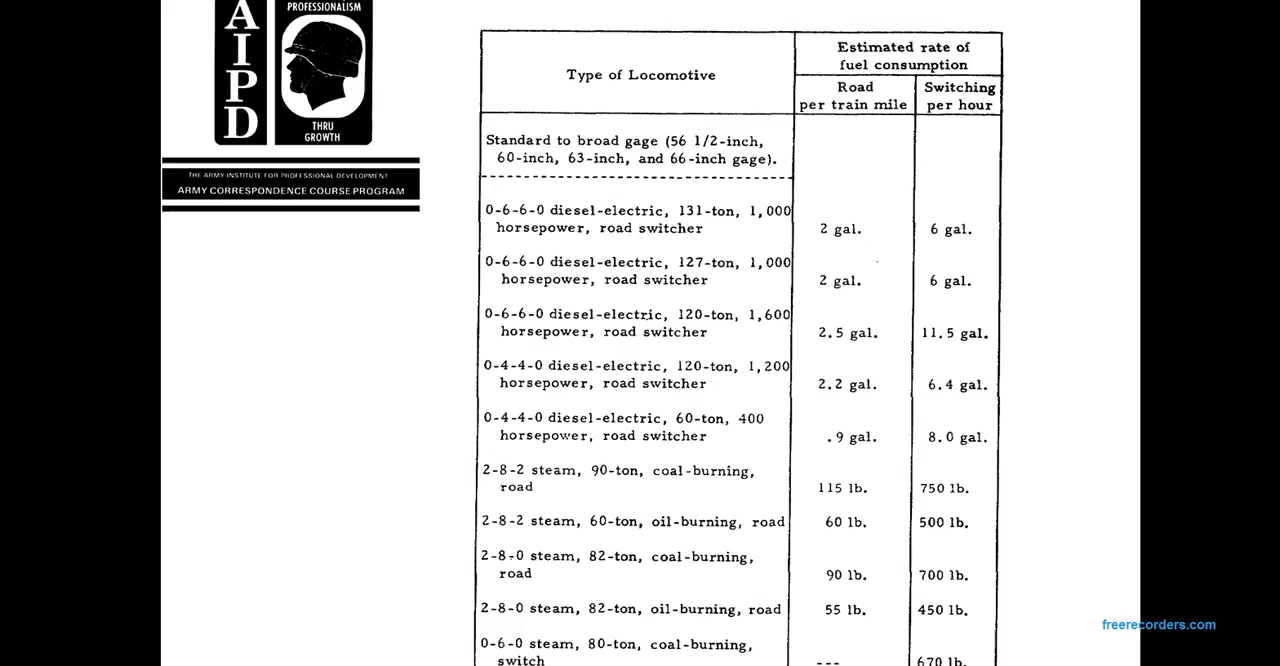 AIPD
PROFESSIONALISM
THRU
GROWTH
THE ARMY INSTITUTE FOR PROFESSIONAL DEVELOPMENT
ARMY CORRESPONDENCE COURSE PROGRAM
Type of Locomotive
Estimated rate of
fuel consumption
Road
per train mile
Switching
per hour
Standard to broad gage (56 1/2-inch,
60-inch, 63-inch, and 66-inch gage).
0-6-6-0 diesel-electric, 131-ton, 1,000
horsepower, road switcher 2 gal. 6 gal.
0-6-6-0 diesel-electric, 127-ton, 1,000
horsepower, road switcher 2 gal. 6 gal.
0-6-6-0 diesel-electric, 120-ton, 1,600
horsepower, road switcher 2.5 gal. 11.5 gal.
0-4-4-0 diesel-electric, 120-ton, 1,200
horsepower, road switcher 2.2 gal. 6.4 gal.
0-4-4-0 diesel-electric, 60-ton, 400
horsepower, road switcher .9 gal. 8.0 gal.
2-8-2 steam, 90-ton, coal-burning,
road 115 lb. 750 lb.
2-8-2 steam, 60-ton, oil-burning, road 60 lb. 500 lb.
2-8-0 steam, 82-ton, coal-burning,
road 90 lb. 700 lb.
2-8-0 steam, 82-ton, oil-burning, road 55 lb. 450 lb.
0-6-0 steam, 80-ton, coal-burning,
switch --- 670 lb.
freerecorders.com